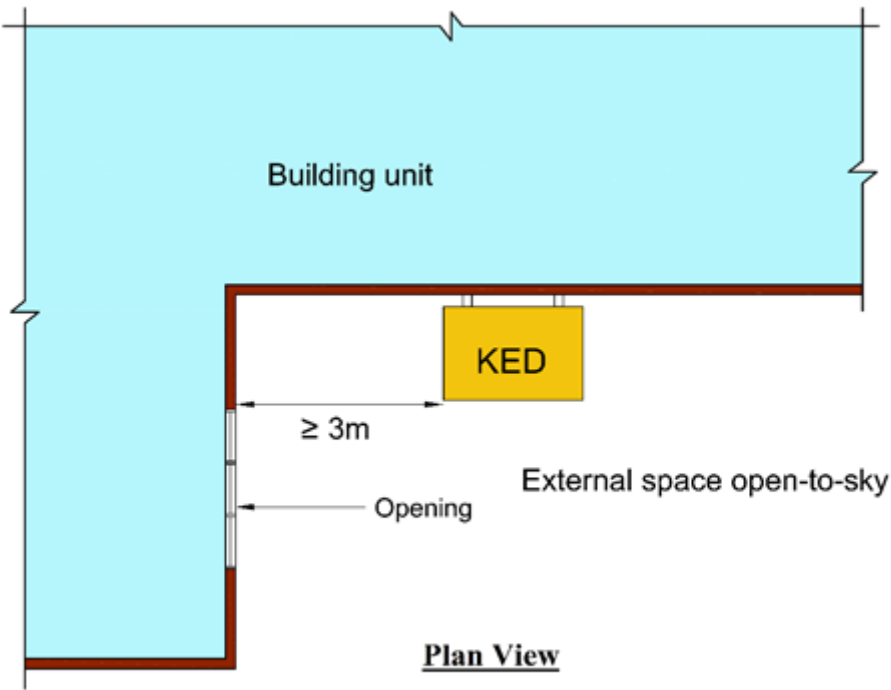 Building unit
KED
≥ 3m
External space open-to-sky
Opening
Plan View